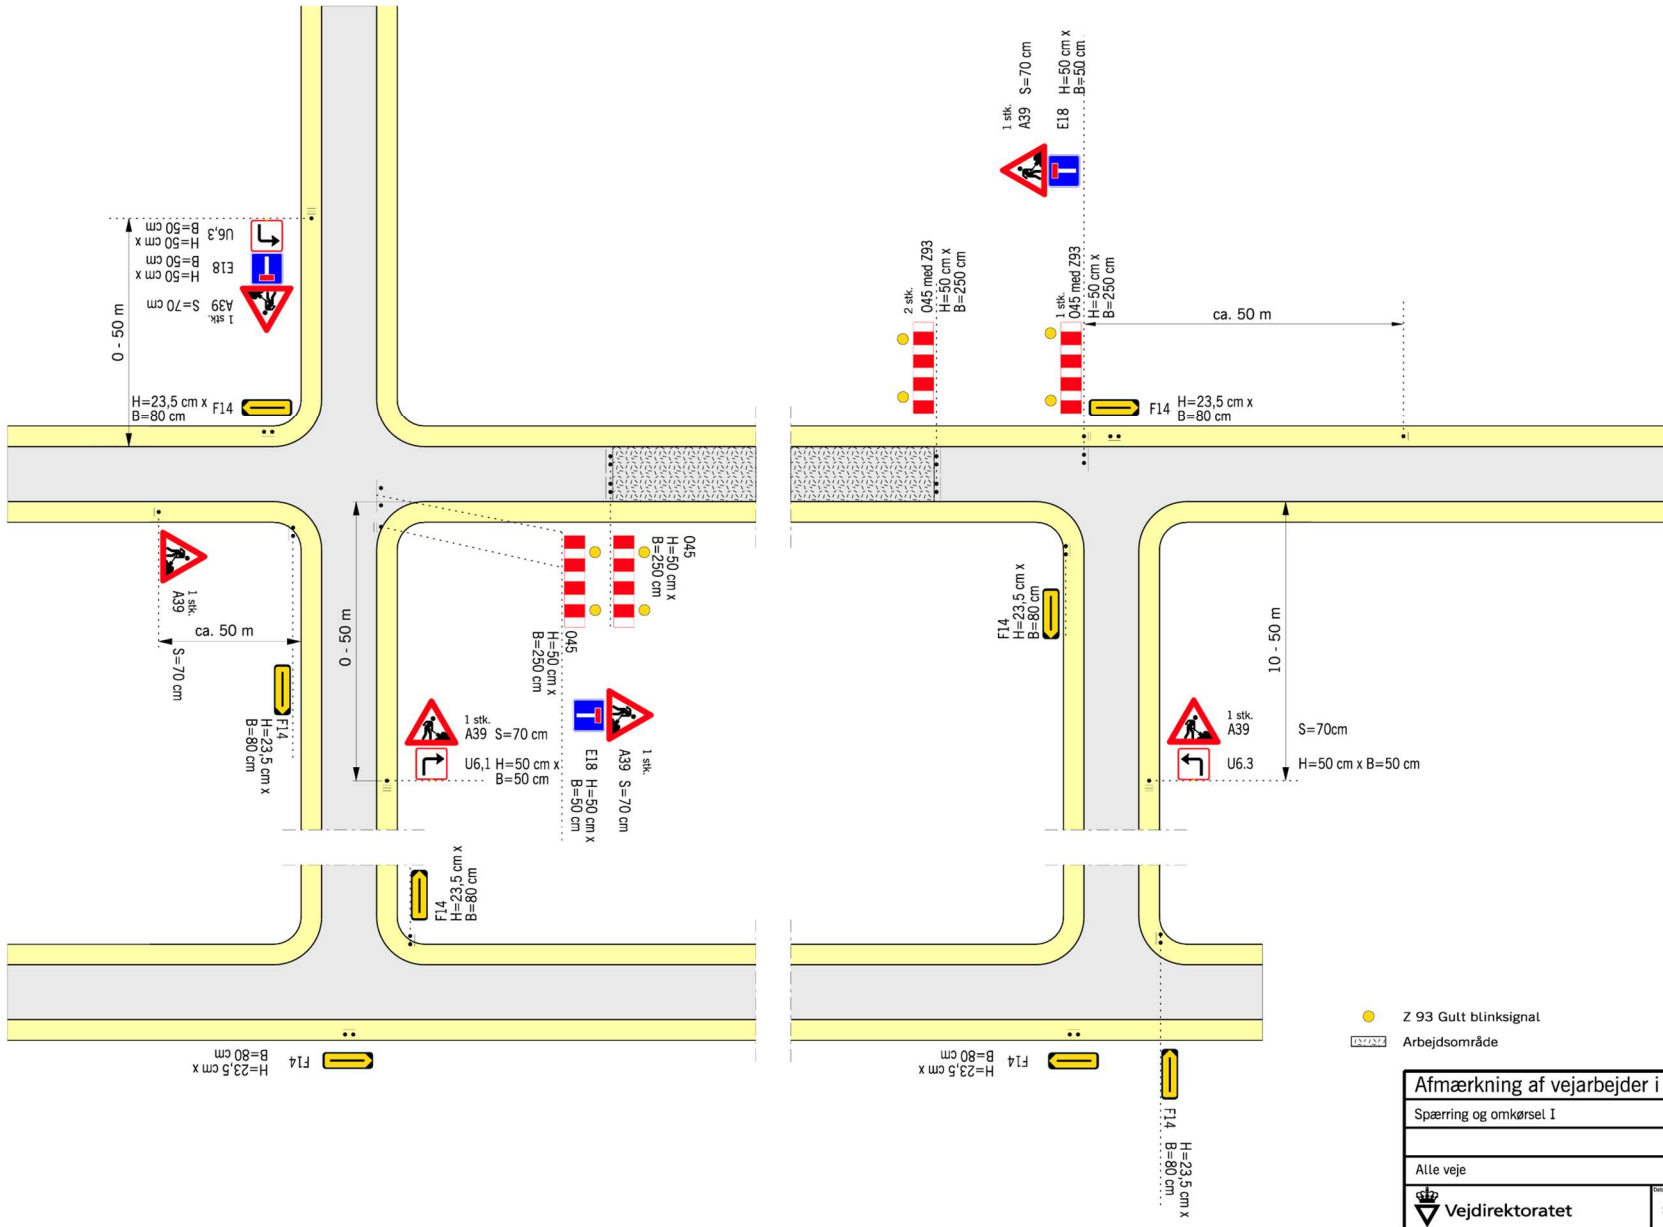 S=70 cm
A39
1 stk.
H=50 cm x
B=50 cm
E18
U6,3
H=50 cm x
B=50 cm
E18
H=50 cm x
B=50 cm
A39 S=70 cm
1 stk.
0 - 50 m
H=23,5 cm x
B=80 cm
F14
2 stk.
O45 med Z93
H=50 cm x
B=250 cm
1 stk.
O45 med Z93
H=50 cm x
B=250 cm
ca. 50 m
F14
H=23,5 cm x
B=80 cm
1 stk.
A39
S=70 cm
ca. 50 m
F14
H=23,5 cm x
B=80 cm
0 - 50 m
O45
H=50 cm x
B=250 cm
O45
H=50 cm x
B=250 cm
1 stk.
A39 S=70 cm
U6,1 H=50 cm x
B=50 cm
1 stk.
A39 S=70 cm
E18 H=50 cm x
B=50 cm
F14
H=23,5 cm x
B=80 cm
10 - 50 m
1 stk.
A39 S=70cm
U6.3 H=50 cm x B=50 cm
F14
H=23,5 cm x
B=80 cm
F14
H=23,5 cm x
B=80 cm
F14
H=23,5 cm x
B=80 cm
F14
H=23,5 cm x
B=80 cm
Z 93 Gult blinksignal
Arbejdsområde
Afmærkning af vejarbejder i
Spærring og omkørsel I
Alle veje
Vejdirektoratet